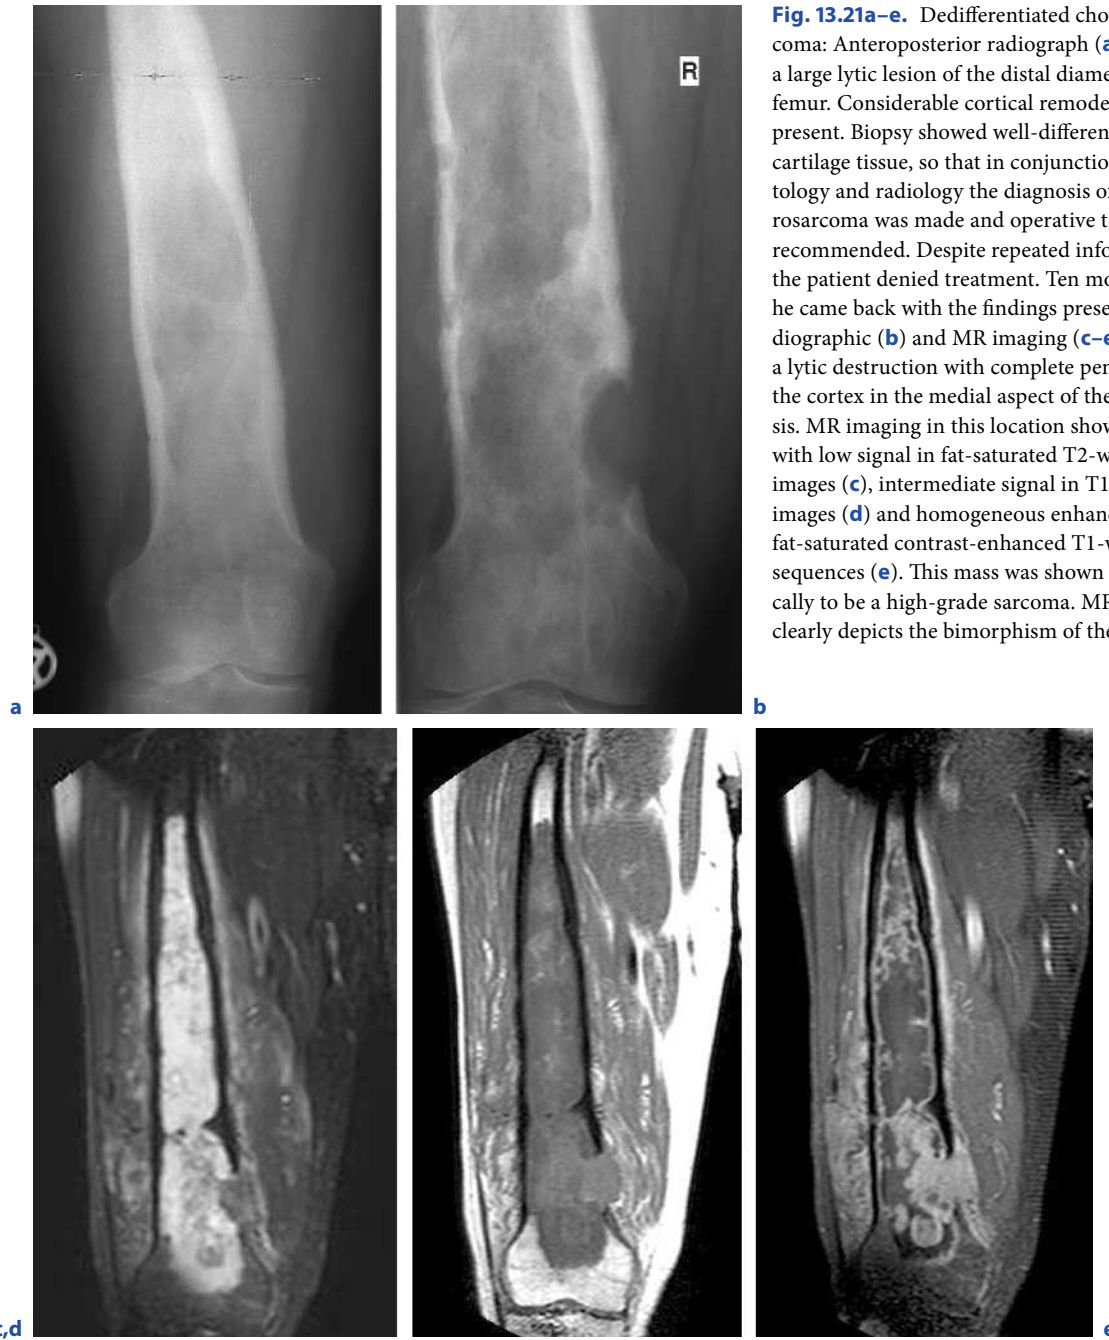 R
Fig. 13.21a–e. Dedifferentiated cho
coma: Anteroposterior radiograph (a
a large lytic lesion of the distal diame
femur. Considerable cortical remode
present. Biopsy showed well-differen
cartilage tissue, so that in conjunctio
tology and radiology the diagnosis o
rosarcoma was made and operative t
recommended. Despite repeated info
the patient denied treatment. Ten mo
he came back with the findings prese
diographic (b) and MR imaging (c–e
a lytic destruction with complete pen
the cortex in the medial aspect of the
sis. MR imaging in this location show
with low signal in fat-saturated T2-w
images (c), intermediate signal in T1
images (d) and homogeneous enhan
fat-saturated contrast-enhanced T1-w
sequences (e). This mass was shown
cally to be a high-grade sarcoma. MR
clearly depicts the bimorphism of the
a
b
,d
e